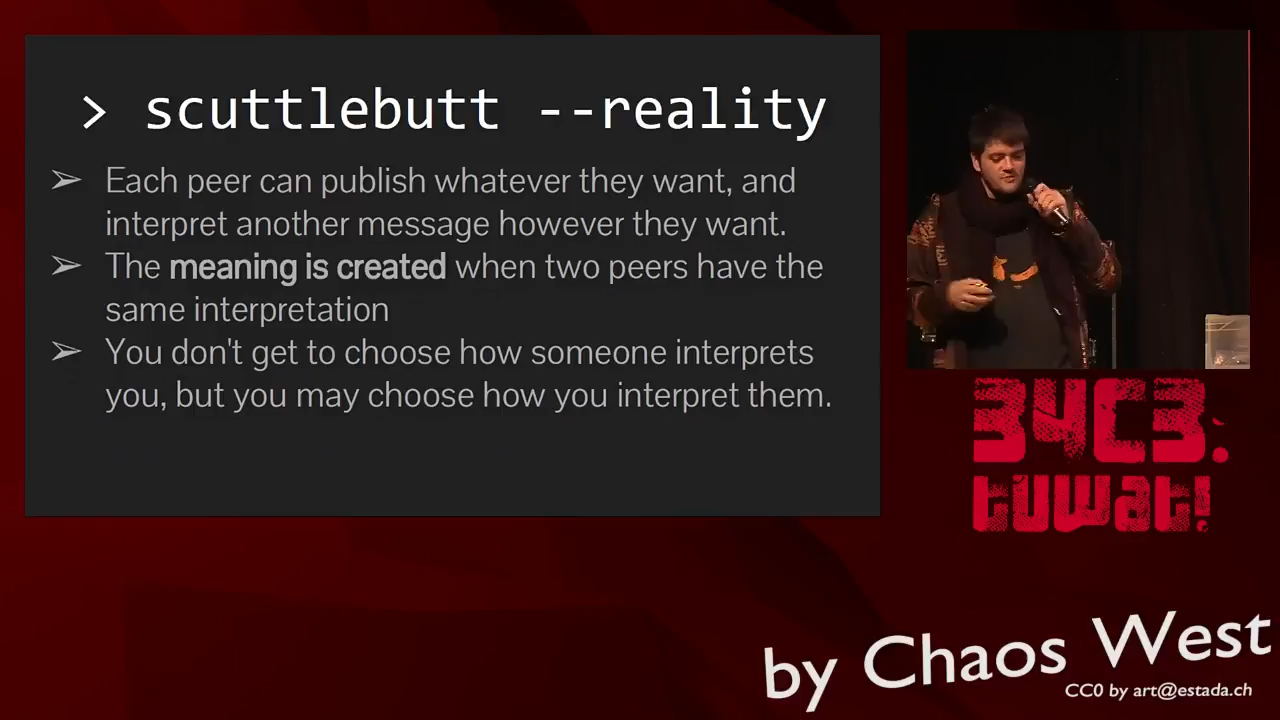 > scuttlebutt --reality
➢ Each peer can publish whatever they want, and
interpret another message however they want.
➢ The meaning is created when two peers have the
same interpretation
➢ You don't get to choose how someone interprets
you, but you may choose how you interpret them.
34C3:
tuwat!
by Chaos West
CC0 by art@estada.ch